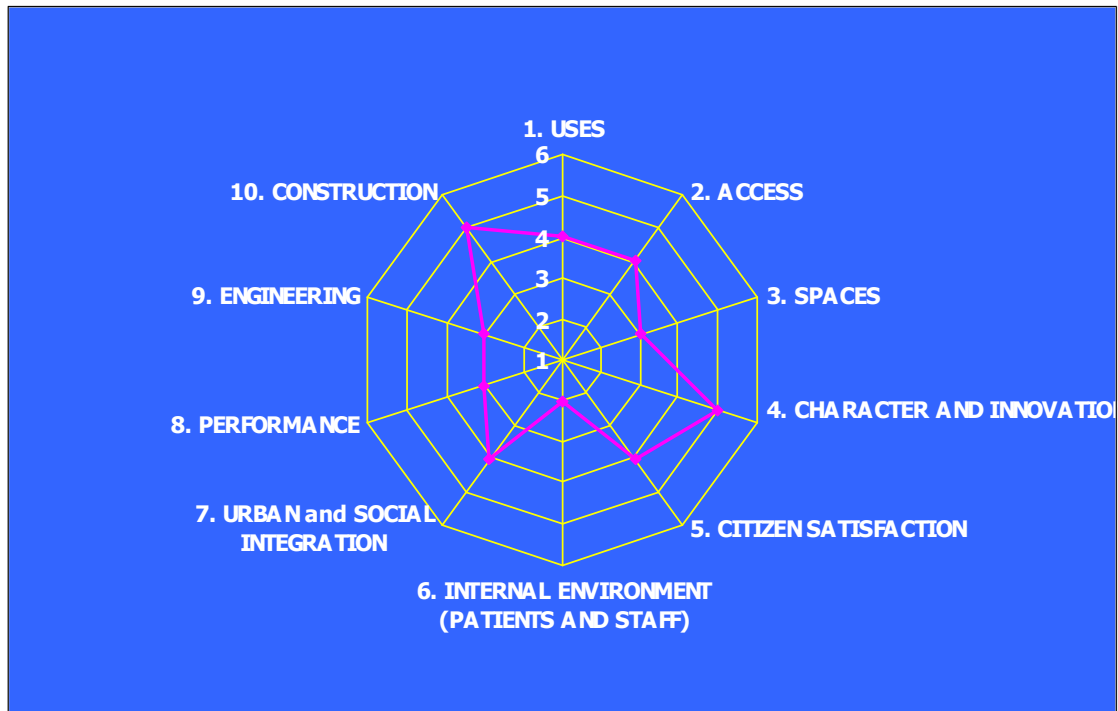 1. USES
6
10. CONSTRUCTION
2. ACCESS
5
4
9. ENGINEERING
3. SPACES
3
2
1
8. PERFORMANCE
4. CHARACTER AND INNOVATIO
7. URBAN and SOCIAL
INTEGRATION
5. CITIZEN SATISFACTION
6. INTERNAL ENVIRONMENT
(PATIENTS AND STAFF)